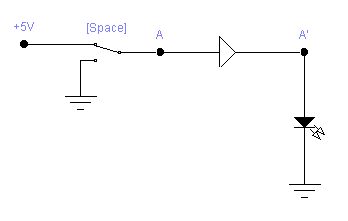 +5V
[Space]
A
A'